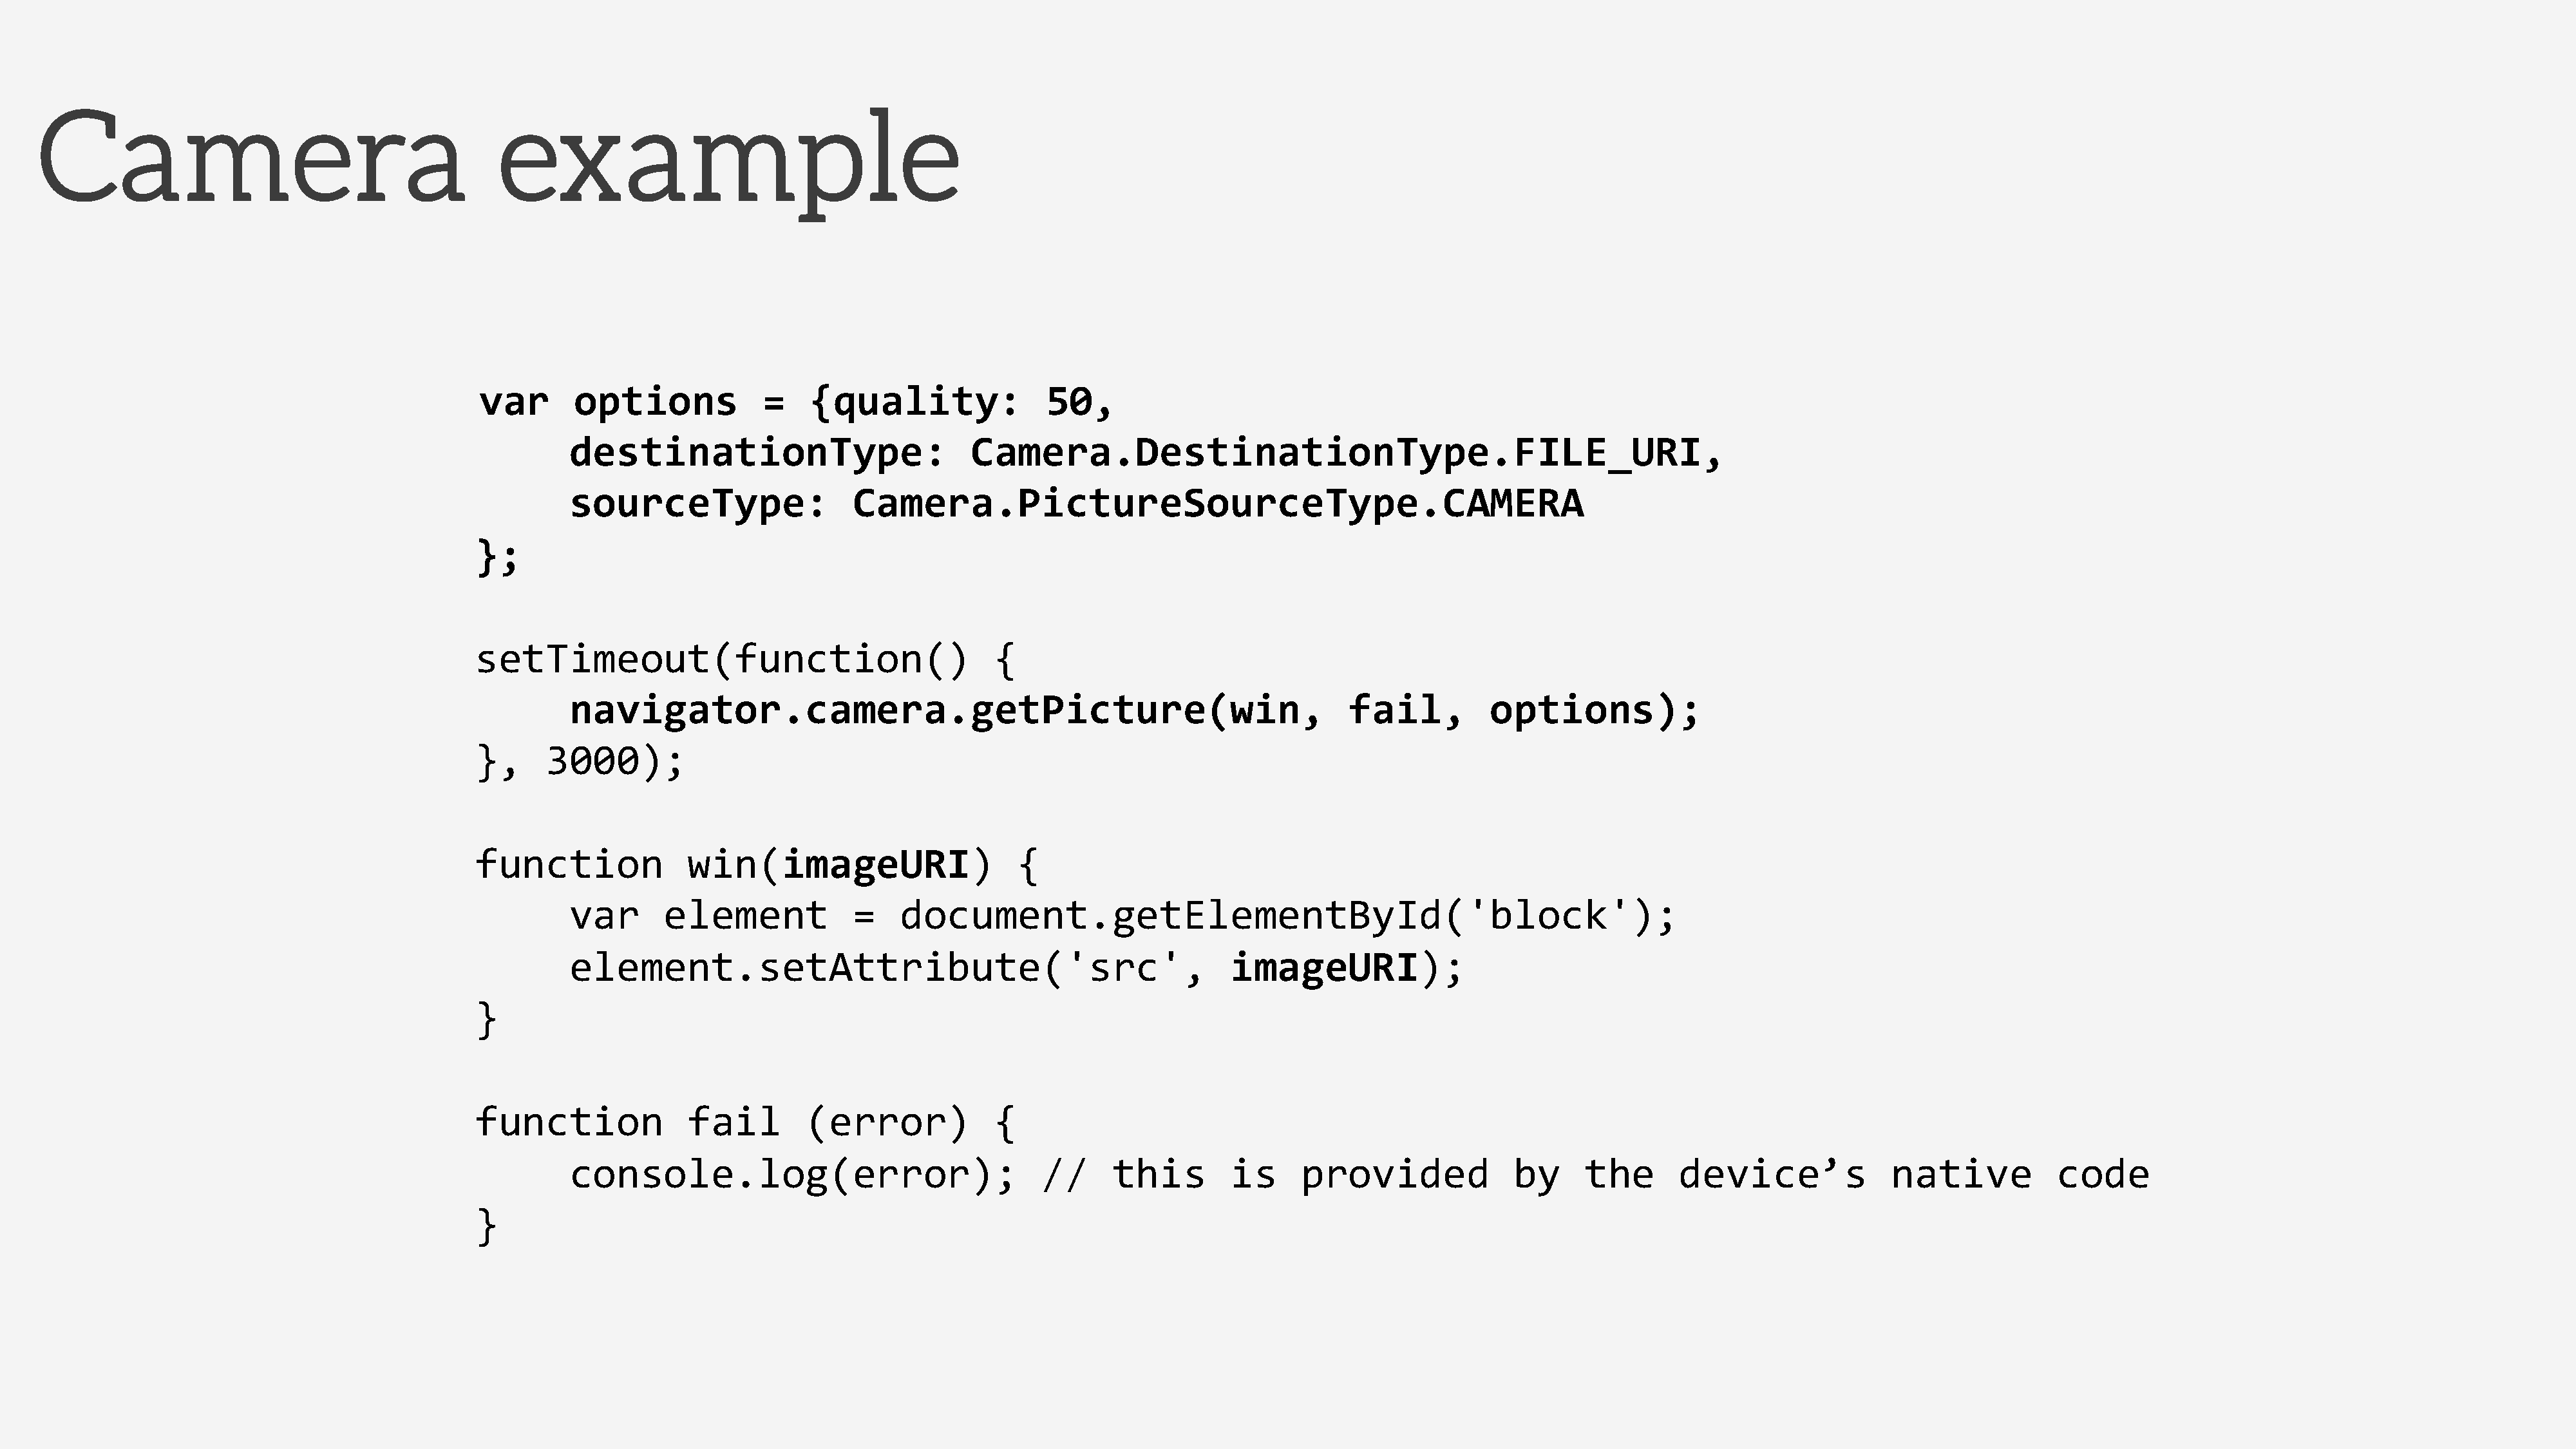 Camera example
var options = {quality: 50,
    destinationType: Camera.DestinationType.FILE_URI,
    sourceType: Camera.PictureSourceType.CAMERA
};
setTimeout(function() {
    navigator.camera.getPicture(win, fail, options);
}, 3000);
function win(imageURI) {
    var element = document.getElementById('block');
    element.setAttribute('src', imageURI);
}
function fail (error) {
    console.log(error); // this is provided by the device’s native code
}